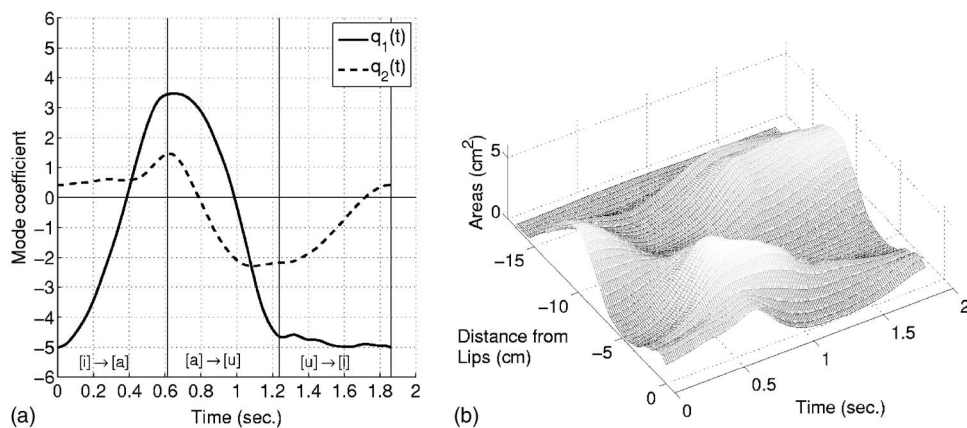 (a)
6
5
4
3
2
1
0
−1
−2
−3
−4
−5
−6
Mode coefficient
q1(t)
q2(t)
[i]→[a]
[a]→[u]
[u]→[i]
0 0.2 0.4 0.6 0.8 1 1.2 1.4 1.6 1.8 2
Time (sec.)
(b)
Areas (cm²)
5
0
−15
−10
−5
0
Distance from
Lips (cm)
0
0.5
1
1.5
2
Time (sec.)